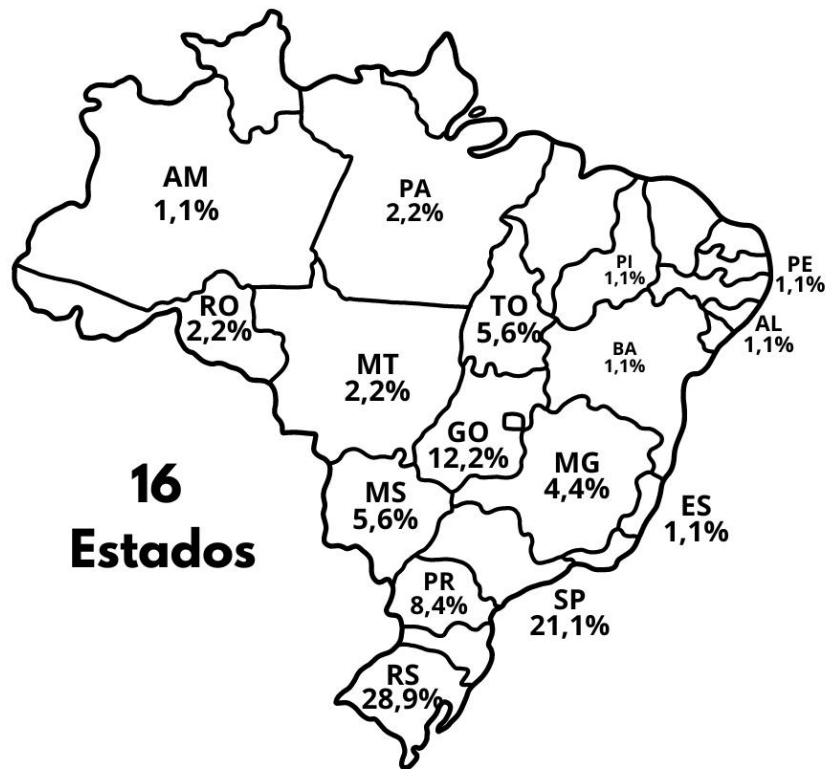 AM
1,1%
PA
2,2%
PI
1,1%
PE
1,1%
RO
2,2%
TO
5,6%
AL
1,1%
MT
2,2%
BA
1,1%
GO
12,2%
MG
4,4%
16
Estados
MS
5,6%
ES
1,1%
PR
8,4%
SP
21,1%
RS
28,9%